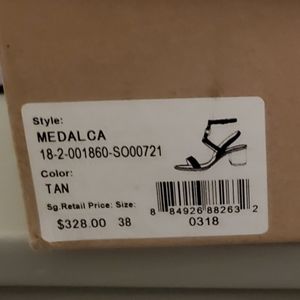 Style:
MEDALCA
18-2-001860-SO00721
Color:
TAN
Sg.Retail Price: Size:
$328.00 38
8 84926 88263 2
0318